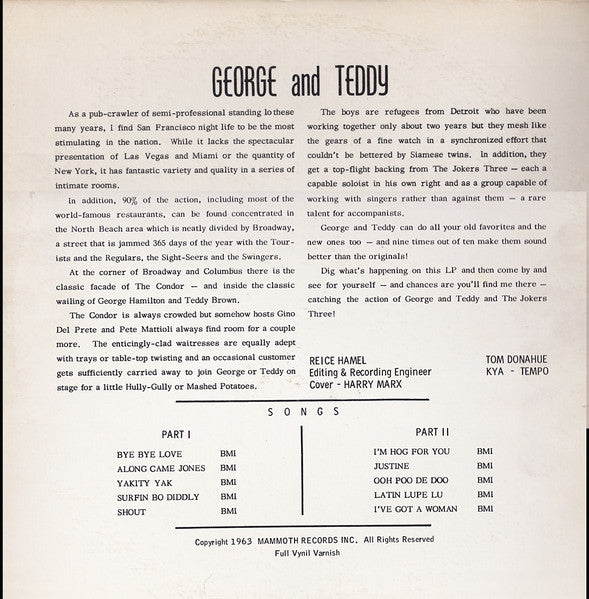 GEORGE and TEDDY
As a pub-crawler of semi-professional standing lo these
many years, I find San Francisco night life to be the most
stimulating in the nation. While it lacks the spectacular
presentation of Las Vegas and Miami or the quantity of
New York, it has fantastic variety and quality in a series of
intimate rooms.
In addition, 90% of the action, including most of the
world-famous restaurants, can be found concentrated in
the North Beach area which is neatly divided by Broadway,
a street that is jammed 365 days of the year with the Tour-
ists and the Regulars, the Sight-Seers and the Swingers.
At the corner of Broadway and Columbus there is the
classic facade of The Condor — and inside the classic
wailing of George Hamilton and Teddy Brown.
The Condor is always crowded but somehow hosts Gino
Del Prete and Pete Mattioli always find room for a couple
more. The enticingly-clad waitresses are equally adept
with trays or table-top twisting and an occasional customer
gets sufficiently carried away to join George or Teddy on
stage for a little Hully-Gully or Mashed Potatoes.
The boys are refugees from Detroit who have been
working together only about two years but they mesh like
the gears of a fine watch in a synchronized effort that
couldn't be bettered by Siamese twins. In addition, they
get a top-flight backing from The Jokers Three — each a
capable soloist in his own right and as a group capable of
working with singers rather than against them — a rare
talent for accompanists.
George and Teddy can do all your old favorites and the
new ones too — and nine times out of ten make them sound
better than the originals!
Dig what's happening on this LP and then come by and
see for yourself — and chances are you'll find me there —
catching the action of George and Teddy and The Jokers
Three!
REICE HAMEL
Editing & Recording Engineer
Cover - HARRY MARX
TOM DONAHUE
KYA - TEMPO
SONGS
PART I
BYE BYE LOVE BMI
ALONG CAME JONES BMI
YAKITY YAK BMI
SURFIN BO DIDDLY BMI
SHOUT BMI
PART II
I'M HOG FOR YOU BMI
JUSTINE BMI
OOH POO DE DOO BMI
LATIN LUPE LU BMI
I'VE GOT A WOMAN BMI
Copyright 1963 MAMMOTH RECORDS INC. All Rights Reserved
Full Vynil Varnish